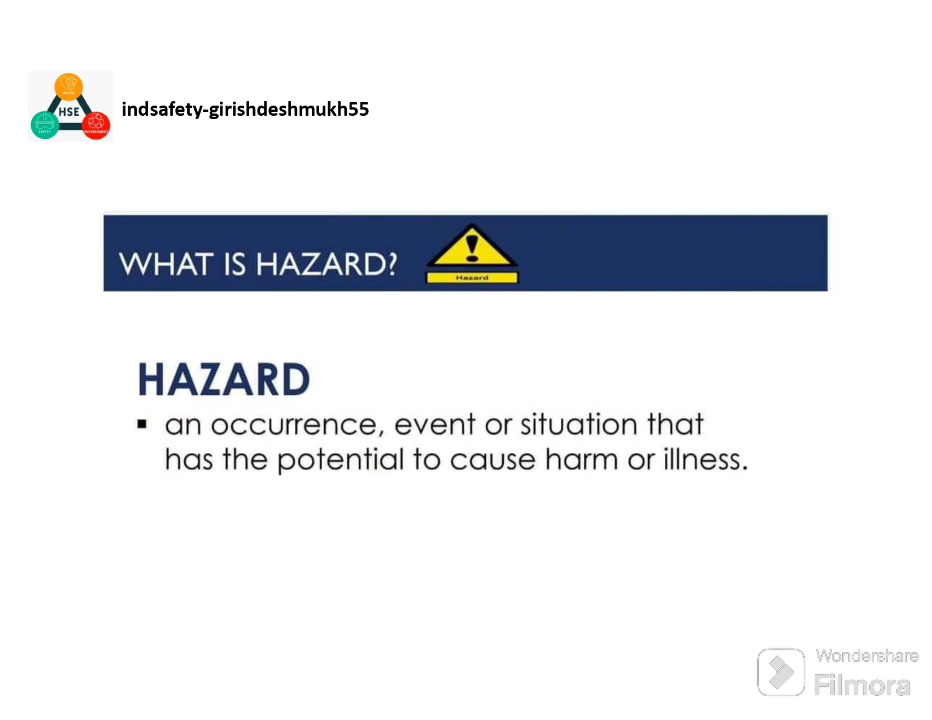 HSE
indsafety-girishdeshmukh55
WHAT IS HAZARD?
Hazard
HAZARD
▪ an occurrence, event or situation that
has the potential to cause harm or illness.
Wondershare
Filmora